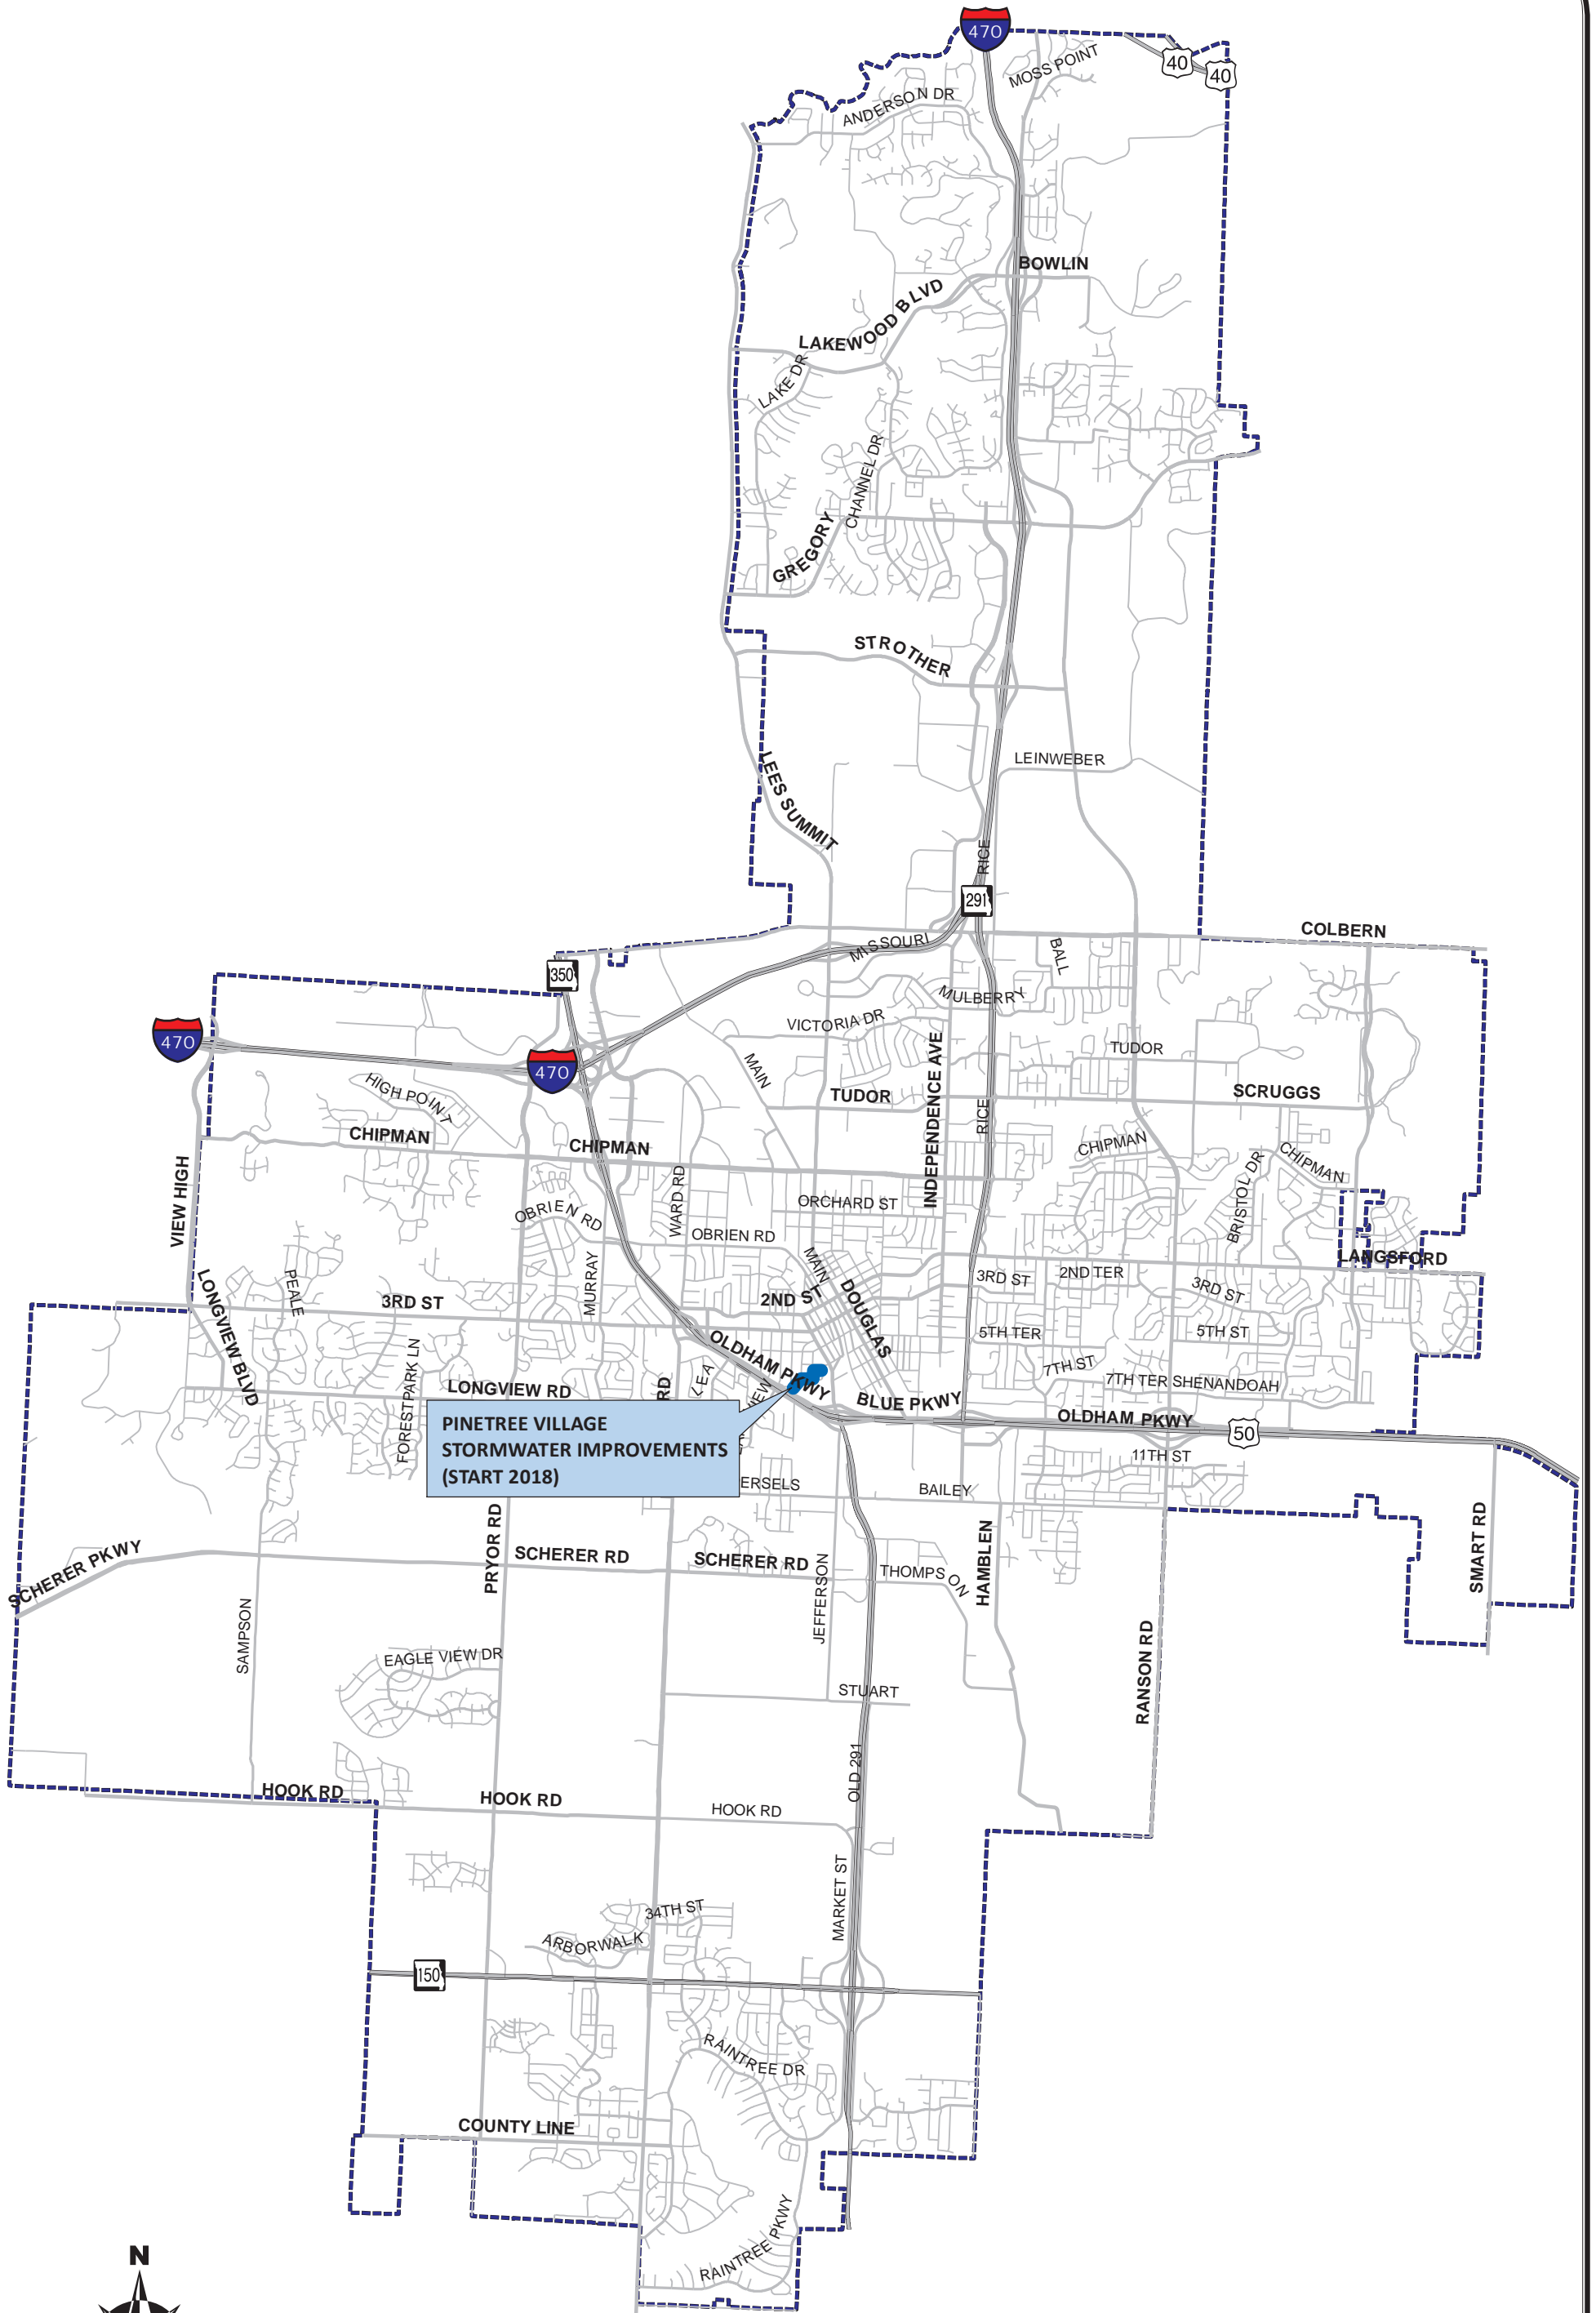 470
40
40
MOSS POINT
ANDERSON DR
BOWLIN
LAKEWOOD BLVD
LAKE DR
CHANNEL DR
GREGORY
STROTHER
LEINWEBER
LEES SUMMIT
RICE
291
COLBERN
MISSOURI
BALL
350
MULBERRY
VICTORIA DR
470
470
MAIN
INDEPENDENCE AVE
TUDOR
HIGH POINT
TUDOR
SCRUGGS
RICE
CHIPMAN
CHIPMAN
CHIPMAN
CHIPMAN
VIEW HIGH
WARD RD
BRISTOL DR
ORCHARD ST
OBRIEN RD
OBRIEN RD
MAIN
LANGSFORD
LONGVIEW BLVD
PEALE
MURRAY
3RD ST
2ND TER
3RD ST
3RD ST
2ND ST
DOUGLAS
5TH TER
5TH ST
OLDHAM PKWY
FORESTPARK LN
LEA
7TH ST
7TH TER
SHENANDOAH
LONGVIEW RD
RD
BLUE PKWY
OLDHAM PKWY
50
PINETREE VILLAGE
STORMWATER IMPROVEMENTS
(START 2018)
11TH ST
ERSELS
BAILEY
PRYOR RD
SCHERER PKWY
SCHERER RD
SCHERER RD
JEFFERSON
THOMPSON
HAMBLEN
SMART RD
SAMPSON
EAGLE VIEW DR
RANSON RD
STUART
OLD 291
HOOK RD
HOOK RD
HOOK RD
MARKET ST
34TH ST
ARBORWALK
150
RAINTREE DR
COUNTY LINE
RAINTREE PKWY
N